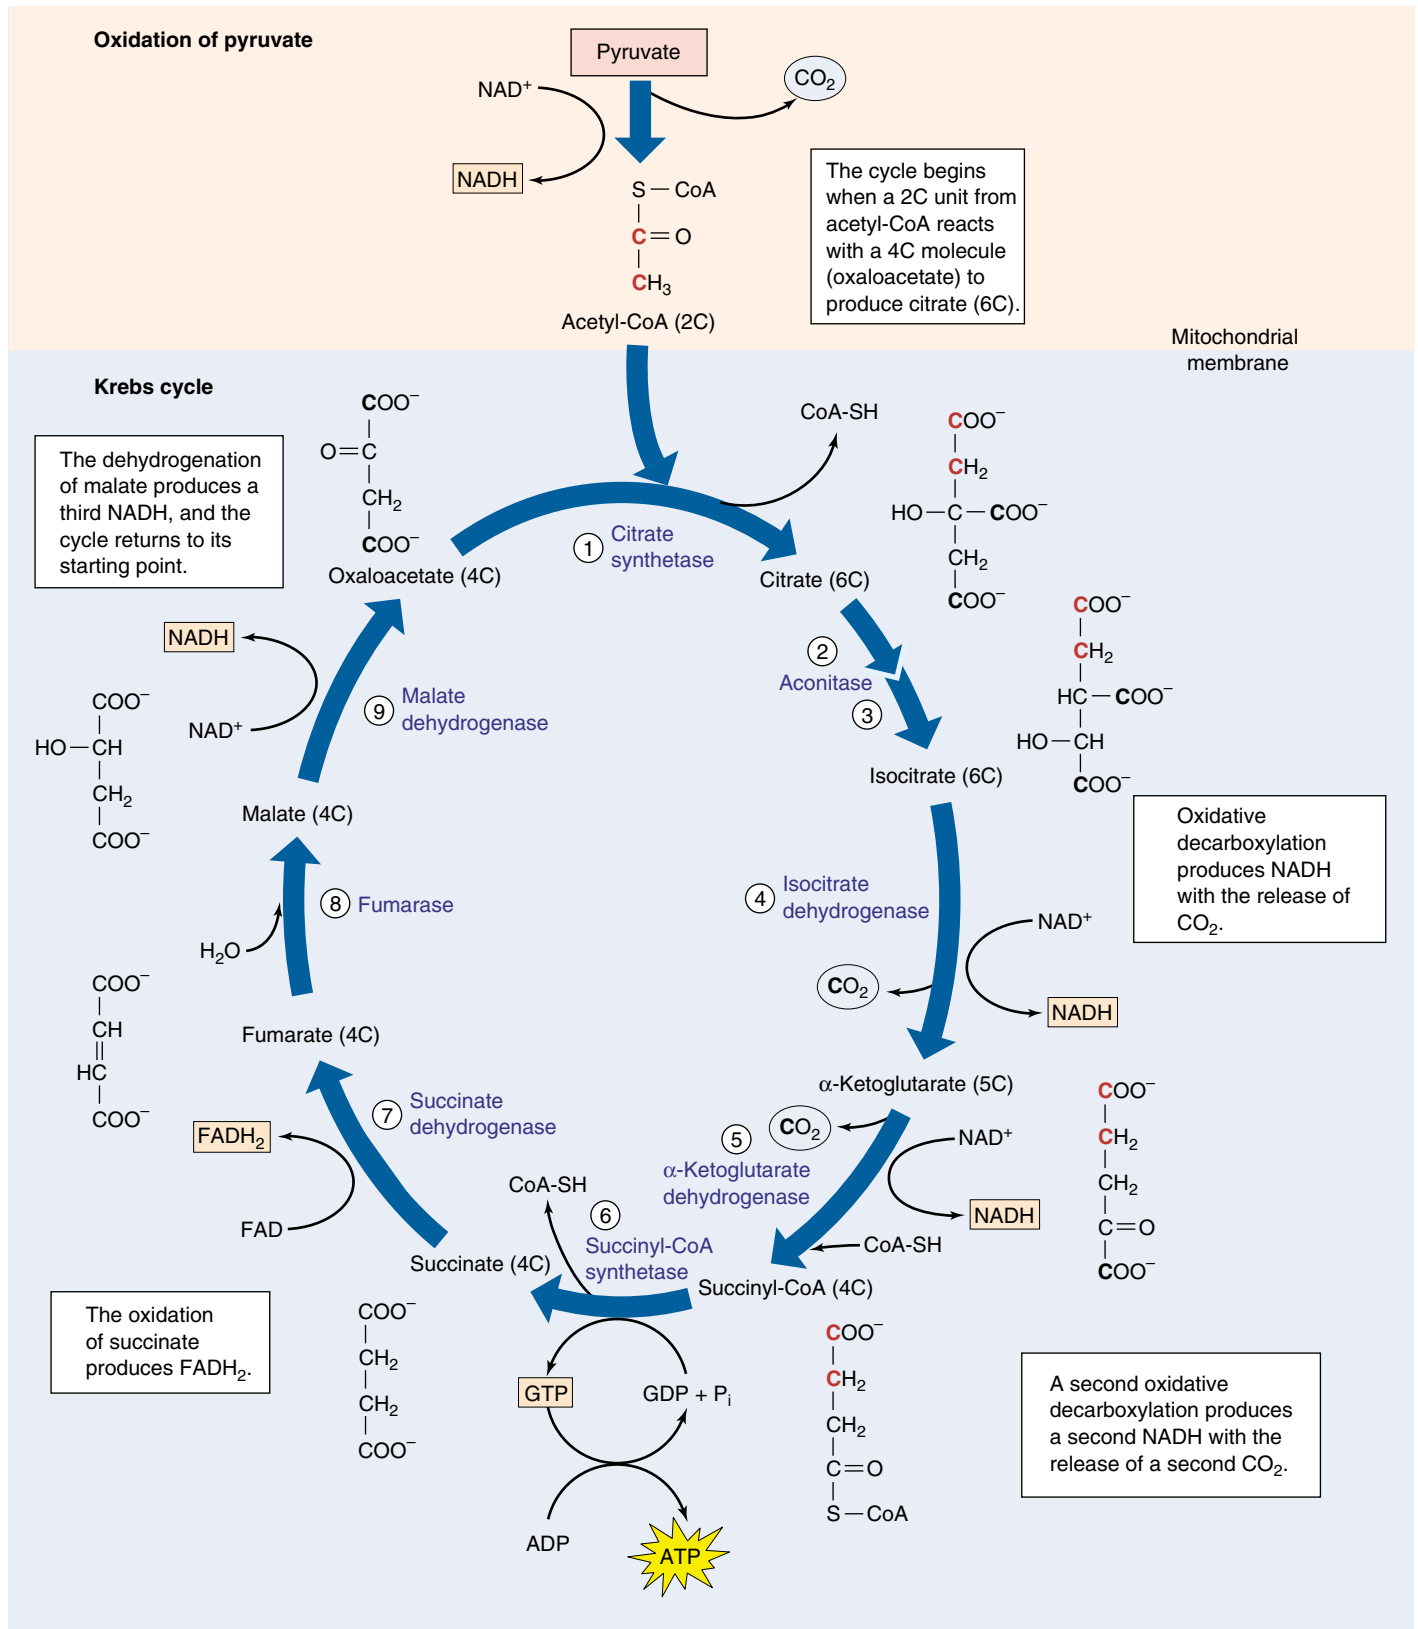 Oxidation of pyruvate
Pyruvate
NAD⁺
CO₂
NADH
S—CoA
C=O
CH₃
Acetyl-CoA (2C)
The cycle begins
when a 2C unit from
acetyl-CoA reacts
with a 4C molecule
(oxaloacetate) to
produce citrate (6C).
Mitochondrial
membrane
Krebs cycle
The dehydrogenation
of malate produces a
third NADH, and the
cycle returns to its
starting point.
COO⁻
O=C
CH₂
COO⁻
Oxaloacetate (4C)
CoA-SH
1
Citrate
synthetase
Citrate (6C)
COO⁻
CH₂
HO—C—COO⁻
CH₂
COO⁻
2
Aconitase
3
Isocitrate (6C)
COO⁻
CH₂
HC—COO⁻
HO—CH
COO⁻
Oxidative
decarboxylation
produces NADH
with the release of
CO₂.
4
Isocitrate
dehydrogenase
NAD⁺
CO₂
NADH
α-Ketoglutarate (5C)
COO⁻
CH₂
CH₂
C=O
COO⁻
CO₂
5
α-Ketoglutarate
dehydrogenase
NAD⁺
NADH
CoA-SH
Succinyl-CoA (4C)
COO⁻
CH₂
CH₂
C=O
S—CoA
A second oxidative
decarboxylation produces
a second NADH with the
release of a second CO₂.
CoA-SH
6
Succinyl-CoA
synthetase
GTP
GDP + Pᵢ
ADP
ATP
Succinate (4C)
COO⁻
CH₂
CH₂
COO⁻
The oxidation
of succinate
produces FADH₂.
7
Succinate
dehydrogenase
FADH₂
FAD
Fumarate (4C)
COO⁻
CH
HC
COO⁻
8
Fumarase
H₂O
Malate (4C)
COO⁻
HO—CH
CH₂
COO⁻
9
Malate
dehydrogenase
NADH
NAD⁺